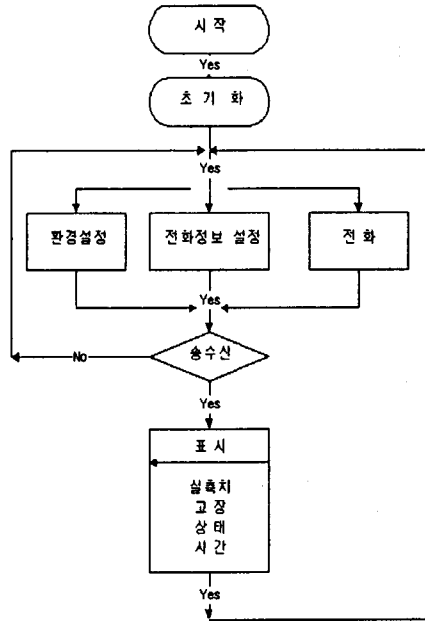 시 작
Yes
초 기 화
Yes
환경설정
전화정보 설정
전 화
Yes
송수신
No
Yes
표 시
실측치
고 장
상 태
시 간
Yes